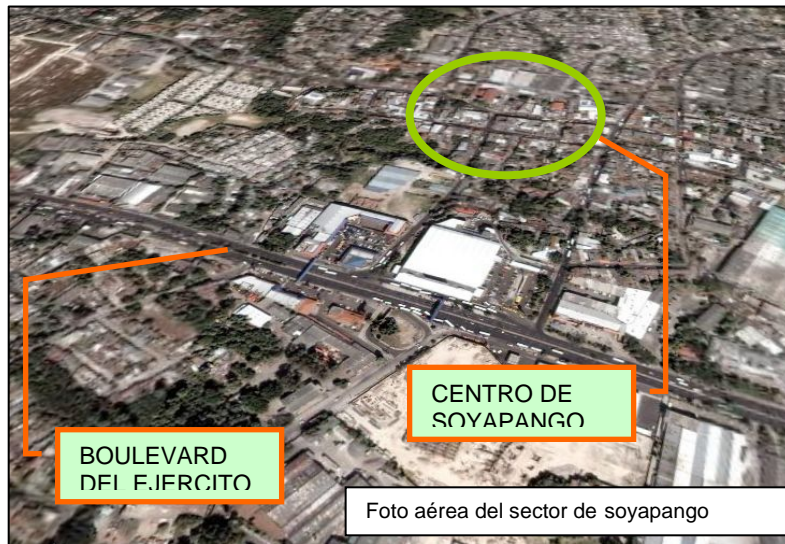 CENTRO DE
SOYAPANGO
BOULEVARD
DEL EJERCITO
Foto aérea del sector de soyapango